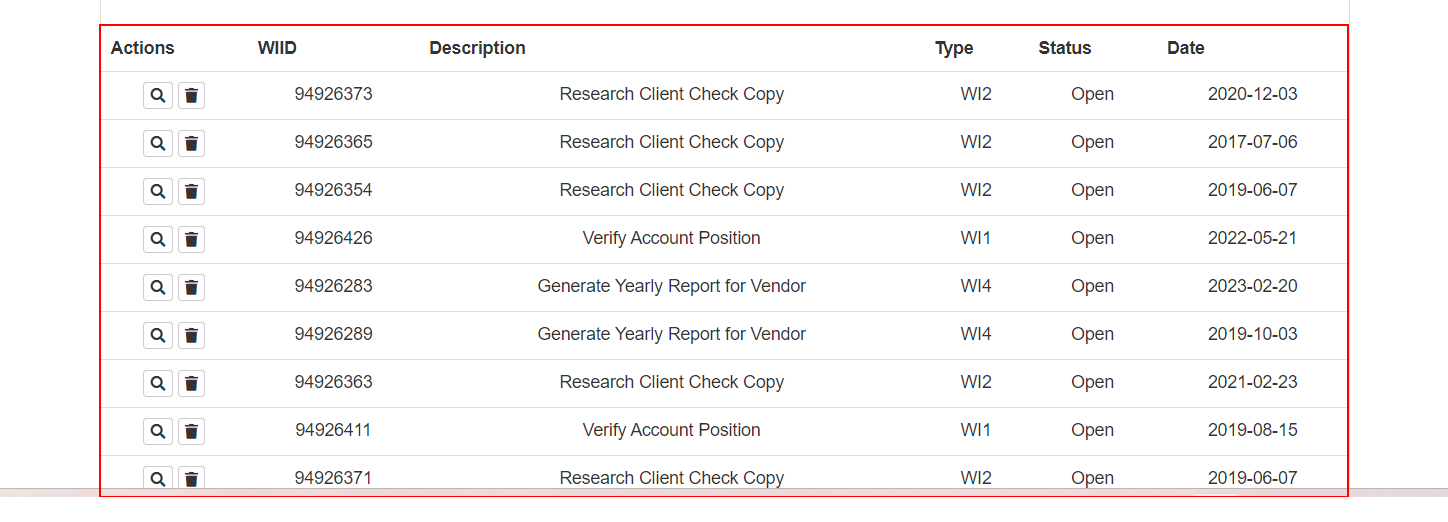 Actions WIID Description Type Status Date
94926373 Research Client Check Copy WI2 Open 2020-12-03
94926365 Research Client Check Copy WI2 Open 2017-07-06
94926354 Research Client Check Copy WI2 Open 2019-06-07
94926426 Verify Account Position WI1 Open 2022-05-21
94926283 Generate Yearly Report for Vendor WI4 Open 2023-02-20
94926289 Generate Yearly Report for Vendor WI4 Open 2019-10-03
94926363 Research Client Check Copy WI2 Open 2021-02-23
94926411 Verify Account Position WI1 Open 2019-08-15
94926371 Research Client Check Copy WI2 Open 2019-06-07